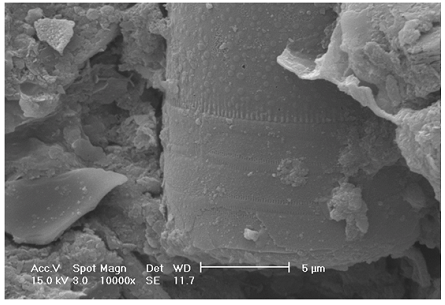 Acc.V Spot Magn Det WD 5 µm
15.0 kV 3.0 10000x SE 11.7